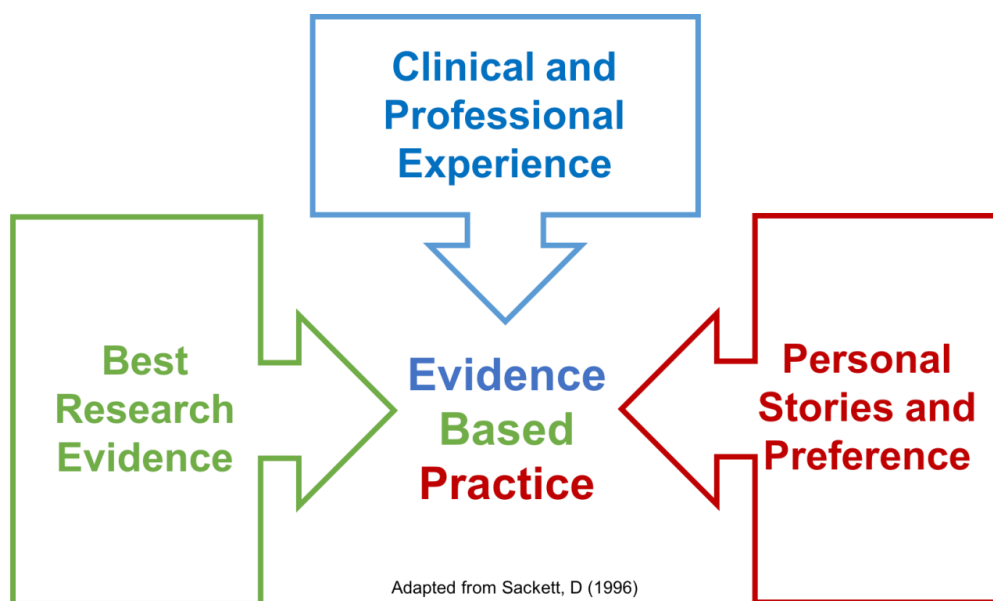 Clinical and
Professional
Experience
Best
Research
Evidence
Evidence
Based
Practice
Personal
Stories and
Preference
Adapted from Sackett, D (1996)